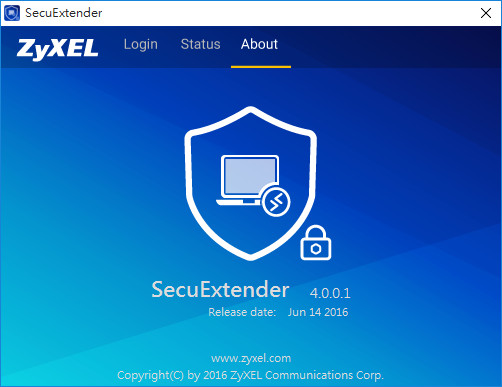 SecuExtender
ZyXEL Login Status About
SecuExtender 4.0.0.1
Release date: Jun 14 2016
www.zyxel.com
Copyright(C) by 2016 ZyXEL Communications Corp.